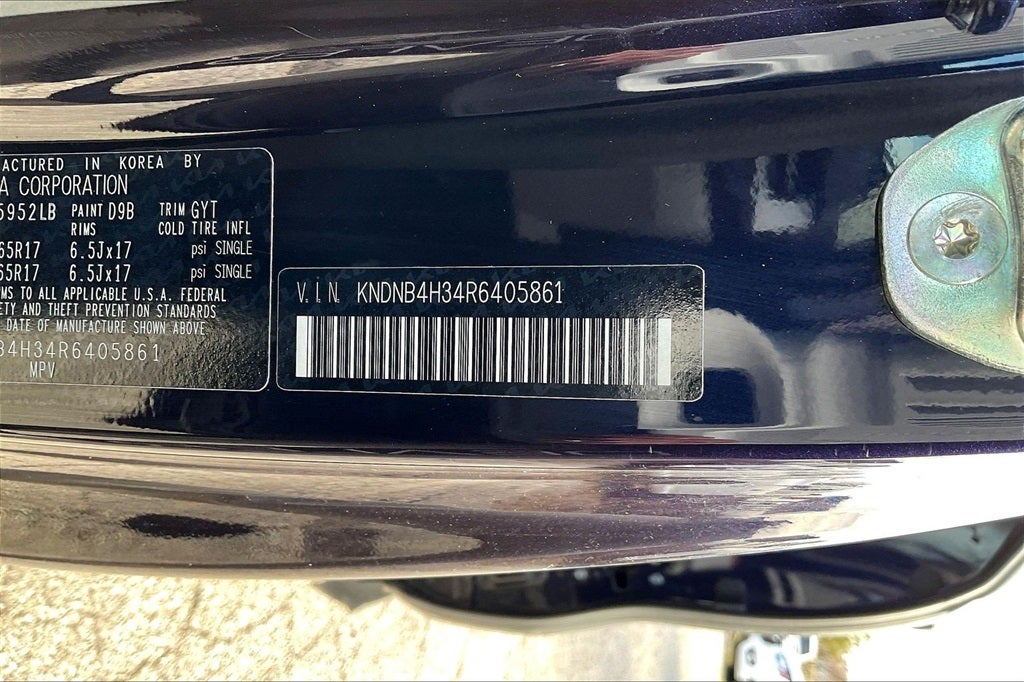 ACTURED IN KOREA BY
A CORPORATION
5952LB PAINT D9B TRIM GYT
RIMS COLD TIRE INFL
65R17 6.5Jx17 psi SINGLE
65R17 6.5Jx17 psi SINGLE
MS TO ALL APPLICABLE U.S.A. FEDERAL
ETY AND THEFT PREVENTION STANDARDS
DATE OF MANUFACTURE SHOWN ABOVE
B4H34R6405861
MPV
V.I.N. KNDNB4H34R6405861